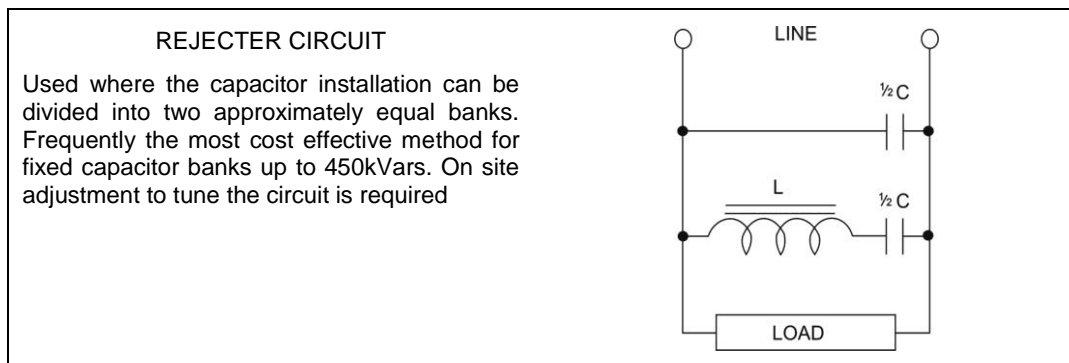 REJECTER CIRCUIT
Used where the capacitor installation can be
divided into two approximately equal banks.
Frequently the most cost effective method for
fixed capacitor banks up to 450kVars. On site
adjustment to tune the circuit is required
LINE
½ C
L
½ C
LOAD